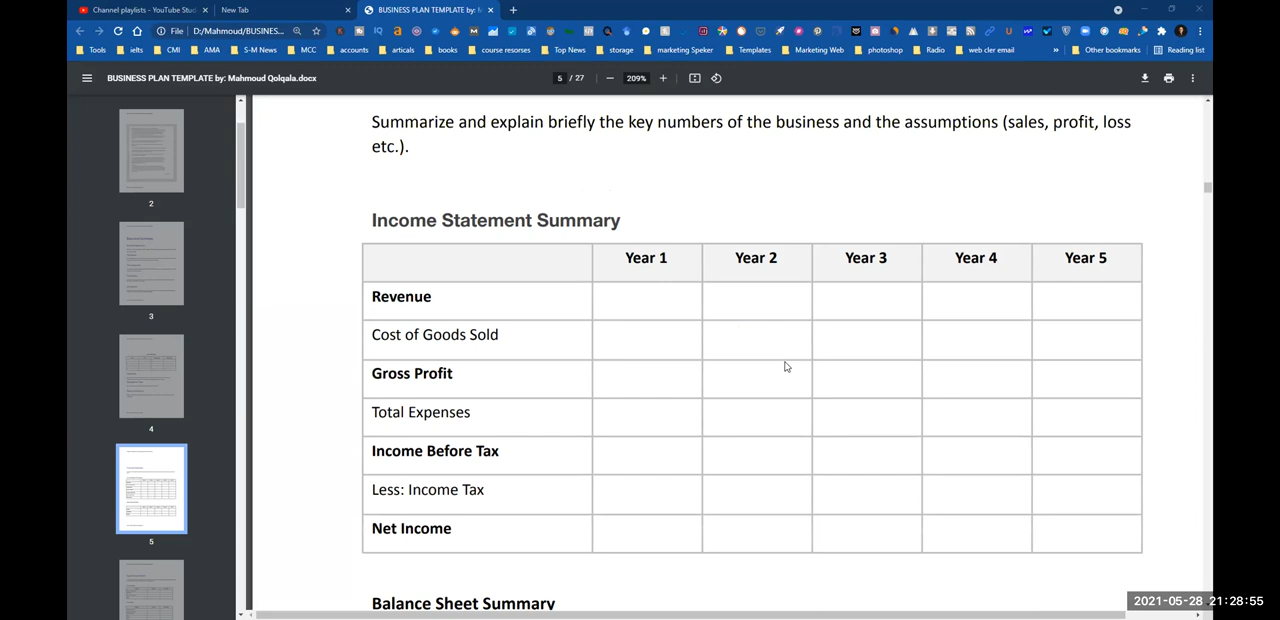 Channel playlists - YouTube Stud
New Tab
BUSINESS PLAN TEMPLATE by: M
File D:/Mahmoud/BUSINES...
Tools ielts CMI AMA S-M News MCC accounts articals books course resorses Top News storage marketing Speker Templates Marketing Web photoshop Radio web cler email » Other bookmarks Reading list
BUSINESS PLAN TEMPLATE by: Mahmoud Qolqala.docx 5 / 27 209%
2
3
4
5
Summarize and explain briefly the key numbers of the business and the assumptions (sales, profit, loss
etc.).
Income Statement Summary
Year 1 Year 2 Year 3 Year 4 Year 5
Revenue
Cost of Goods Sold
Gross Profit
Total Expenses
Income Before Tax
Less: Income Tax
Net Income
Balance Sheet Summary
2021-05-28 21:28:55